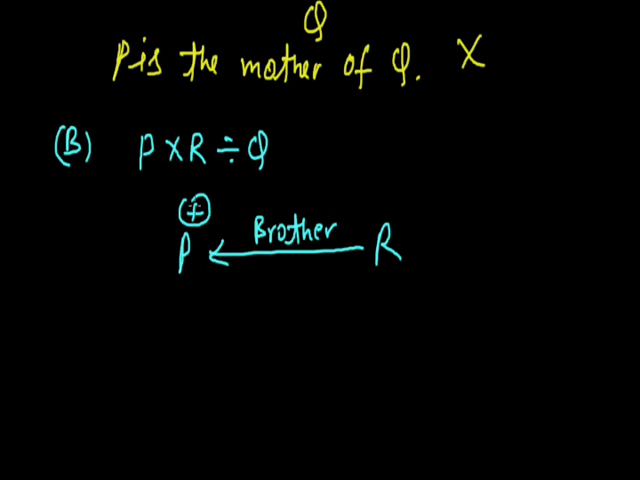 Q
P is the mother of Q. X
(B) P X R ÷ Q
+
Brother
P R